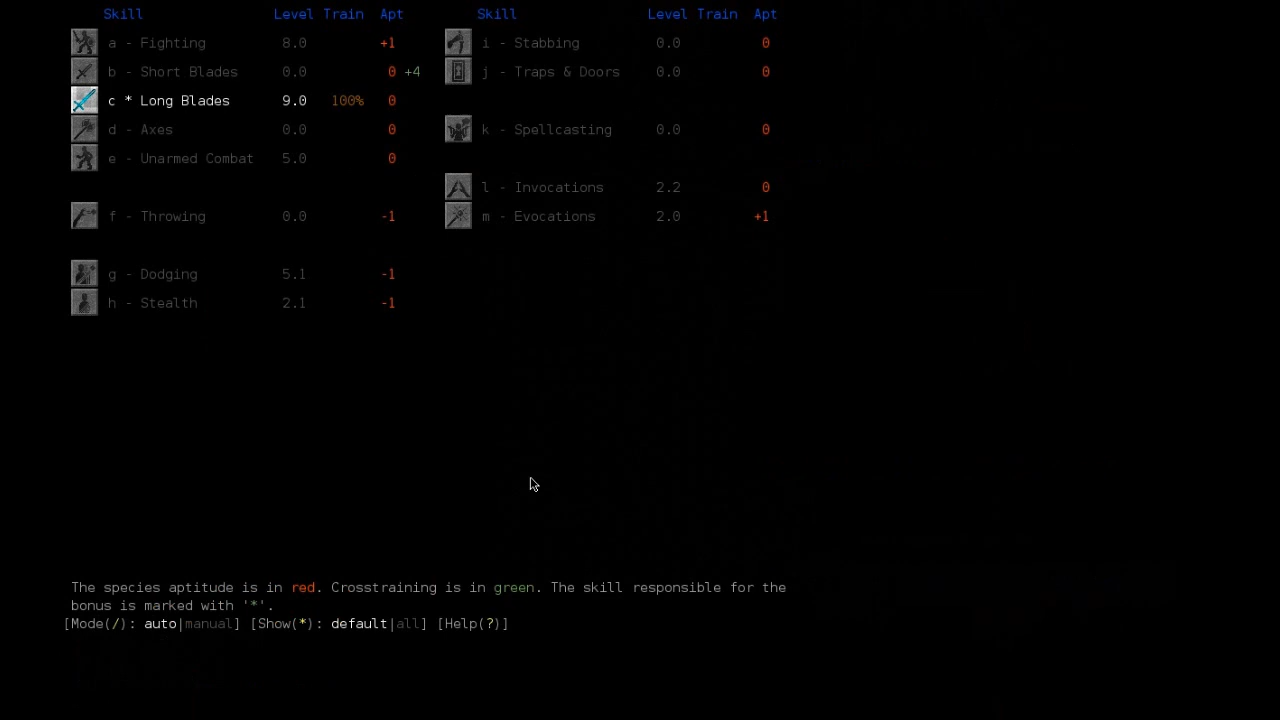 Skill Level Train Apt Skill Level Train Apt
a - Fighting 8.0 +1 i - Stabbing 0.0 0
b - Short Blades 0.0 0 +4 j - Traps & Doors 0.0 0
c * Long Blades 9.0 100% 0
d - Axes 0.0 0 k - Spellcasting 0.0 0
e - Unarmed Combat 5.0 0
l - Invocations 2.2 0
f - Throwing 0.0 -1 m - Evocations 2.0 +1
g - Dodging 5.1 -1
h - Stealth 2.1 -1
The species aptitude is in red. Crosstraining is in green. The skill responsible for the
bonus is marked with '*'.
[Mode(/): auto|manual] [Show(*): default|all] [Help(?)]